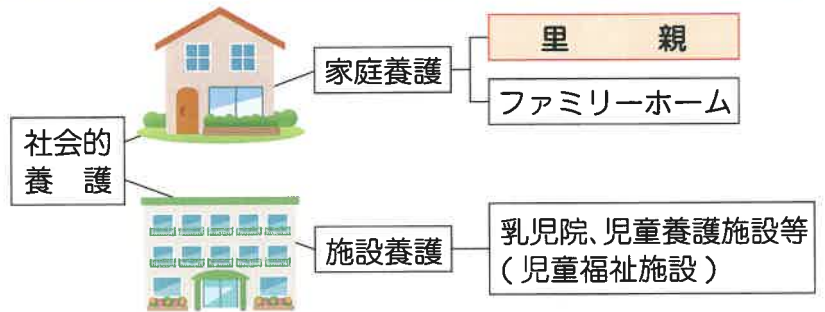 社会的
養　護
家庭養護
里　　親
ファミリーホーム
施設養護
乳児院、児童養護施設等
(児童福祉施設)